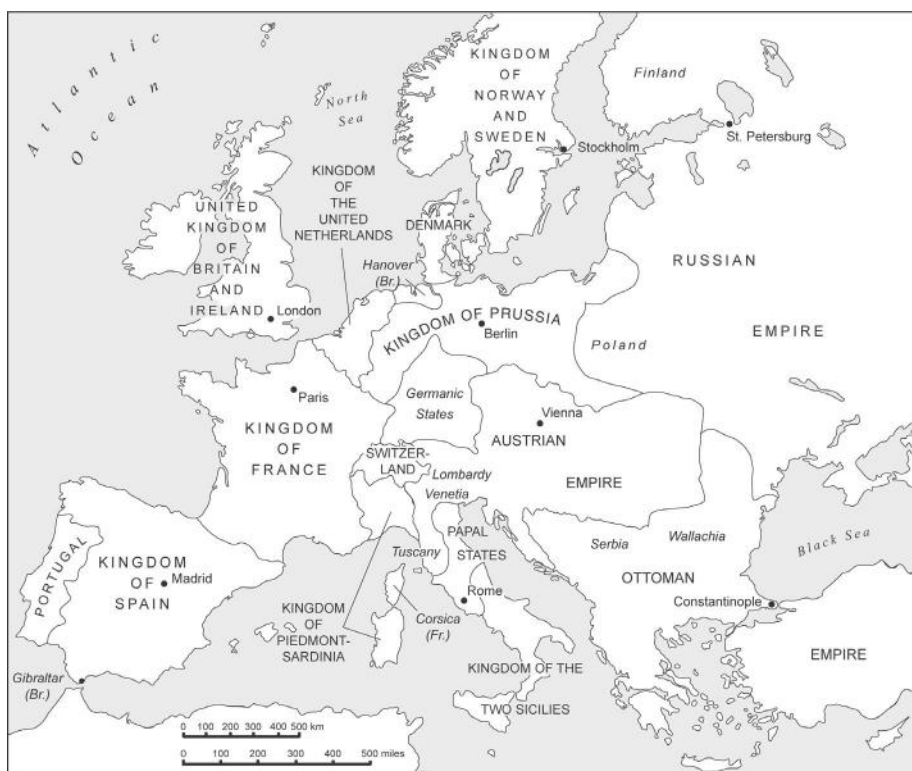 Atlantic
Ocean
North
Sea
KINGDOM
OF
NORWAY
AND
SWEDEN
Finland
St. Petersburg
Stockholm
KINGDOM
OF
THE
UNITED
NETHERLANDS
DENMARK
UNITED
KINGDOM
OF
BRITAIN
AND
IRELAND
London
Hanover
(Br.)
RUSSIAN
EMPIRE
KINGDOM OF PRUSSIA
Berlin
Poland
Paris
Germanic
States
Vienna
KINGDOM
OF
FRANCE
AUSTRIAN
EMPIRE
SWITZER-
LAND
Lombardy
Venetia
PAPAL
STATES
Serbia
Wallachia
Black Sea
PORTUGAL
KINGDOM
OF
SPAIN
Madrid
Tuscany
Rome
OTTOMAN
Constantinople
EMPIRE
KINGDOM
OF
PIEDMONT-
SARDINIA
Corsica
(Fr.)
Gibraltar
(Br.)
KINGDOM OF THE
TWO SICILIES
0 100 200 300 400 500 km
0 100 200 300 400 500 miles